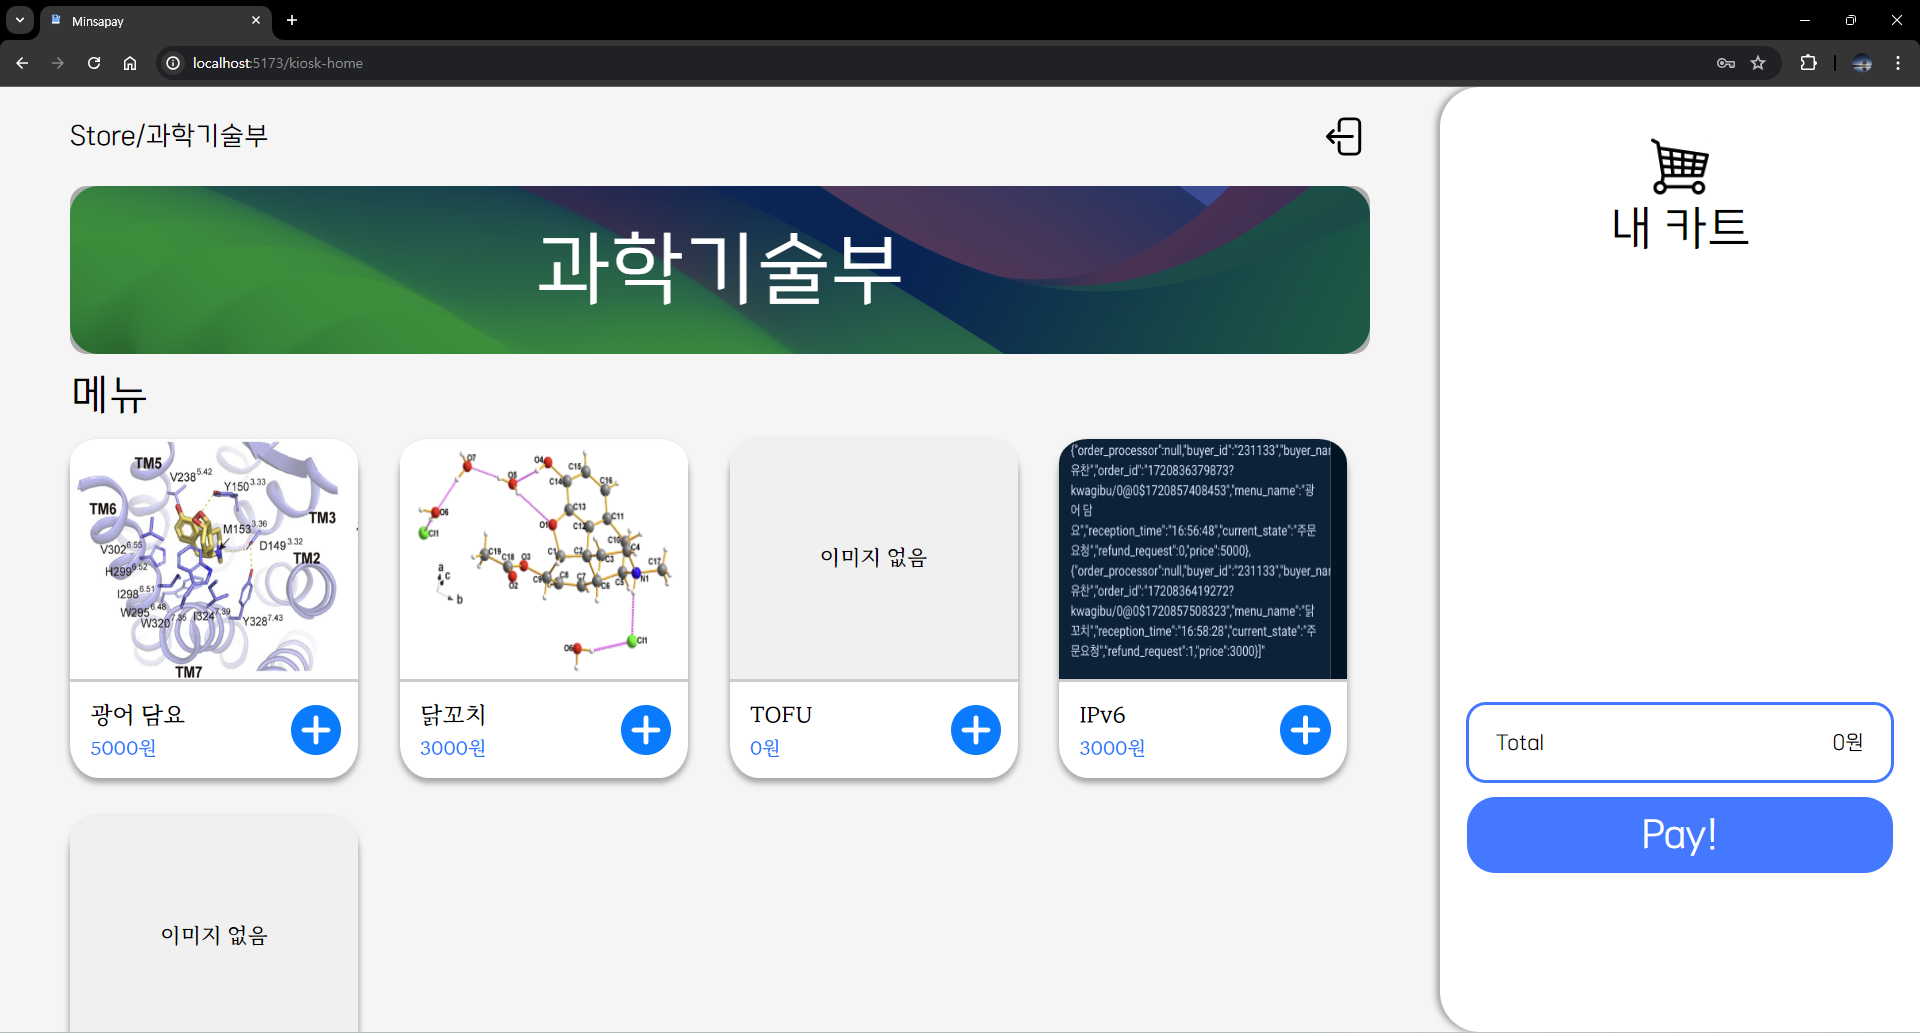 Minsapay
localhost:5173/kiosk-home
Store/과학기술부
과학기술부
메뉴
TM5
V238 5.42
Y150 3.33
TM6
TM3
M153 3.36
V302 6.55
D149 3.32
H299 6.52
TM2
I298 6.51
W295 6.48
W320 7.35
I324 7.39
Y328 7.43
TM7
광어 담요
5000원
O7
O4
C15
O5
C14
C16
O6
C13
C11
Cl1
O1
C12
C10
C4
C19
C1
C2
C3
C17
C18
O3
a
c
O2
C9
C8
C7
C6
C5
N1
b
O6
Cl1
닭꼬치
3000원
이미지 없음
TOFU
0원
{"order_processor":null,"buyer_id":"231133","buyer_nar
유찬","order_id":"1720836379873?
kwagibu/0@0$1720857408453","menu_name":"광
어 담
요","reception_time":"16:56:48","current_state":"주문
요청","refund_request":0,"price":5000},
{"order_processor":null,"buyer_id":"231133","buyer_nar
유찬","order_id":"1720836419272?
kwagibu/0@0$1720857508323","menu_name":"닭
꼬치","reception_time":"16:58:28","current_state":"주
문요청","refund_request":1,"price":3000}]"
IPv6
3000원
이미지 없음
내 카트
Total 0원
Pay!